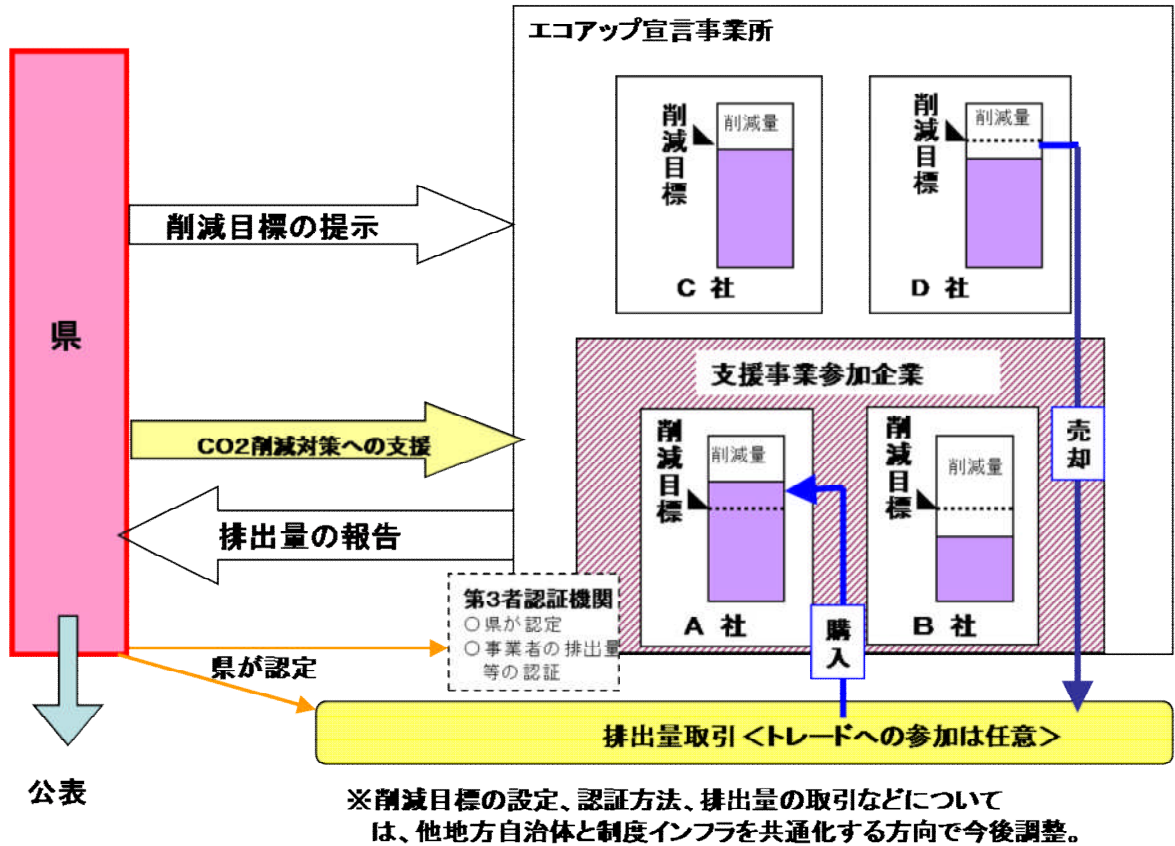 エコアップ宣言事業所
削減目標
削減量
C 社
削減目標
削減量
D 社
県
削減目標の提示
支援事業参加企業
CO2削減対策への支援
削減目標
削減量
A 社
削減目標
削減量
B 社
売却
購入
排出量の報告
第3者認証機関
○県が認定
○事業者の排出量
等の認証
県が認定
排出量取引<トレードへの参加は任意>
公表
※削減目標の設定、認証方法、排出量の取引などについて
は、他地方自治体と制度インフラを共通化する方向で今後調整。